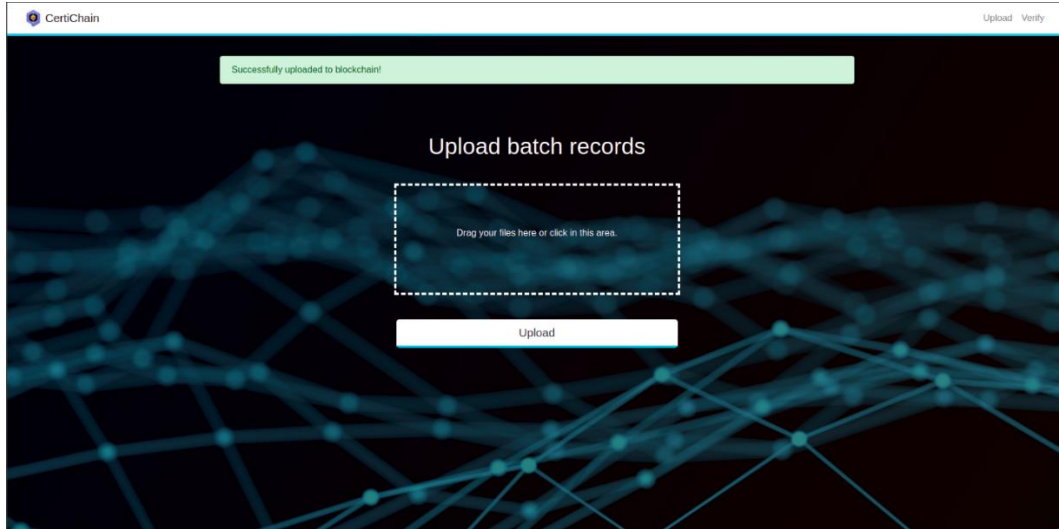 CertiChain
Upload Verify
Successfully uploaded to blockchain!
Upload batch records
Drag your files here or click in this area.
Upload